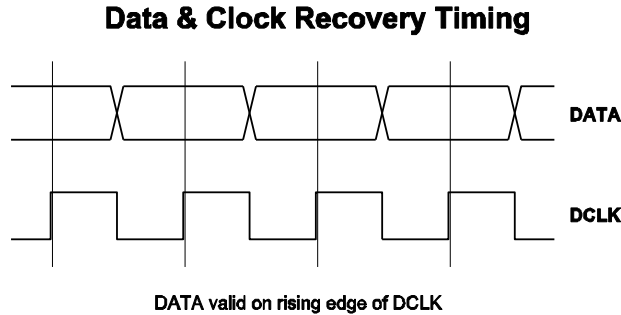 Data & Clock Recovery Timing
DATA
DCLK
DATA valid on rising edge of DCLK